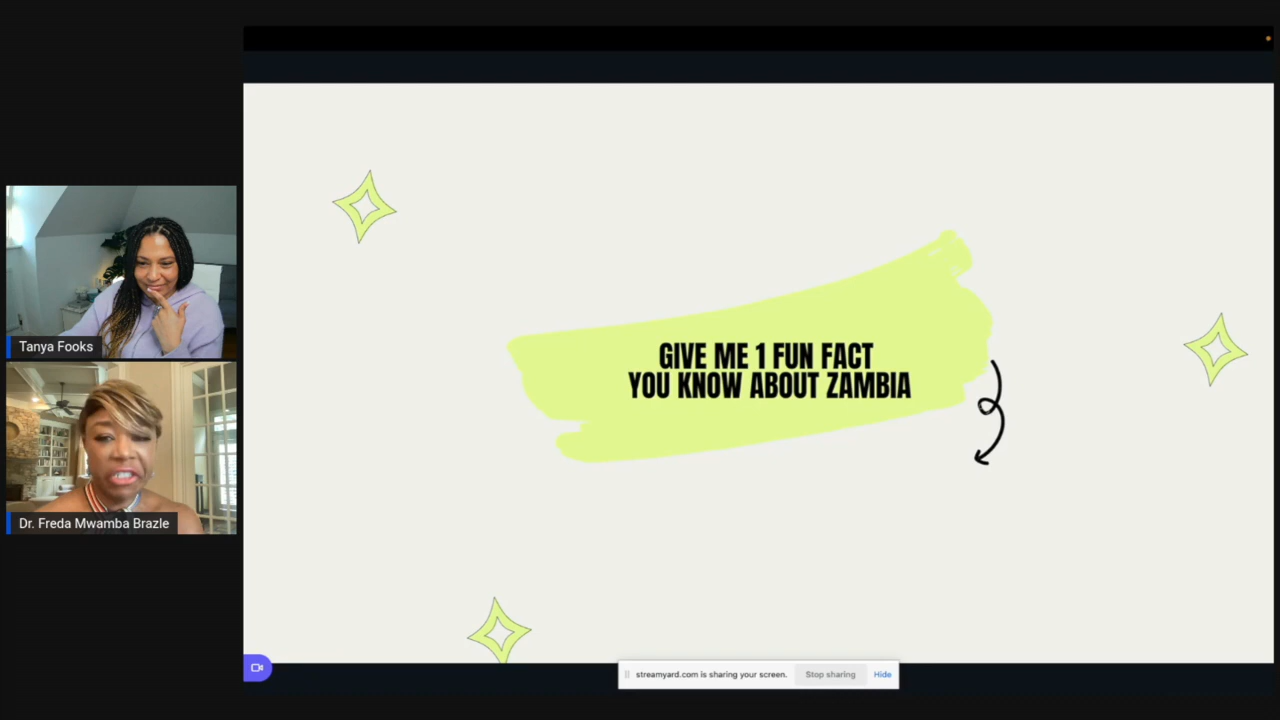 Tanya Fooks
Dr. Freda Mwamba Brazle
GIVE ME 1 FUN FACT
YOU KNOW ABOUT ZAMBIA
streamyard.com is sharing your screen.
Stop sharing
Hide